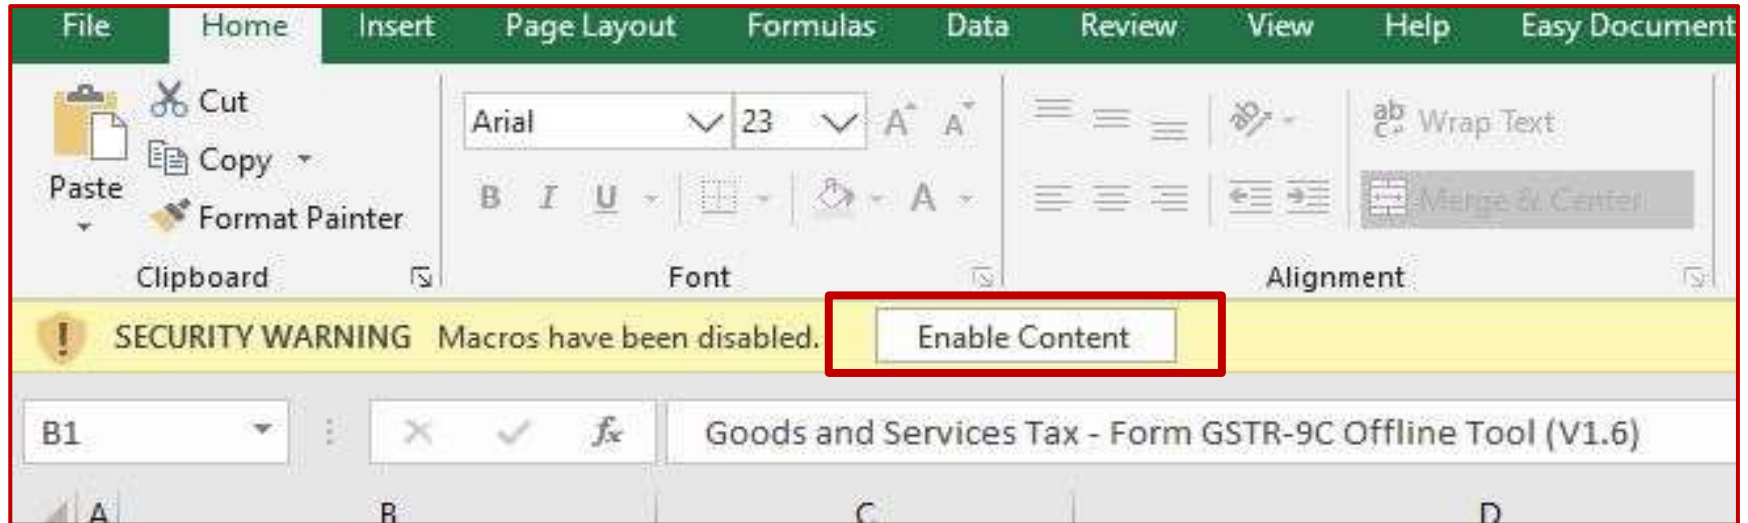 File Home Insert Page Layout Formulas Data Review View Help Easy Document
Cut
Copy
Paste
Format Painter
Clipboard
Arial 23 A A
B I U A
Font
ab Wrap Text
Merge & Center
Alignment
SECURITY WARNING Macros have been disabled. Enable Content
B1 fx Goods and Services Tax - Form GSTR-9C Offline Tool (V1.6)
A B C D